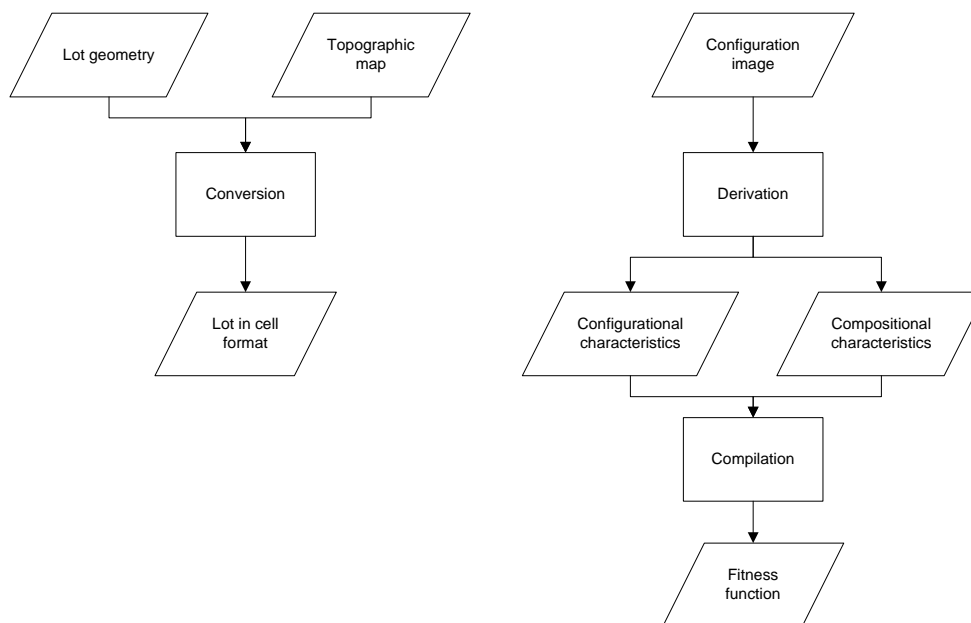 Lot geometry
Topographic
map
Configuration
image
Conversion
Derivation
Lot in cell
format
Configurational
characteristics
Compositional
characteristics
Compilation
Fitness
function